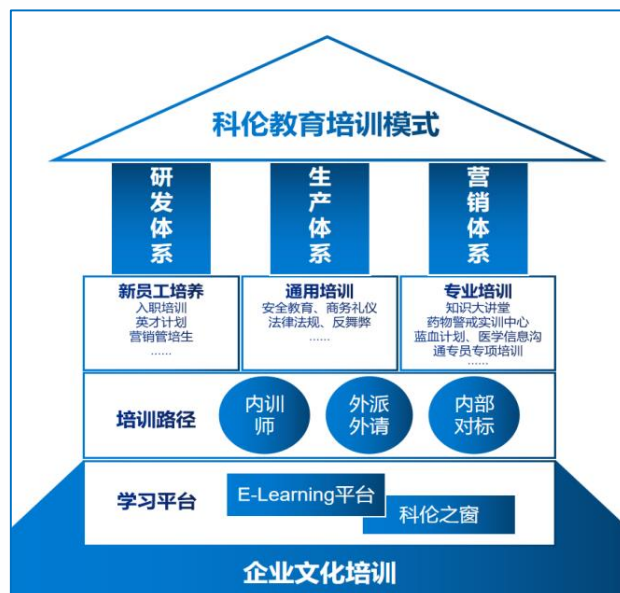 科伦教育培训模式
研发体系
生产体系
营销体系
新员工培养
入职培训
英才计划
营销管培生
……
通用培训
安全教育、商务礼仪
法律法规、反舞弊
……
专业培训
知识大讲堂
药物警戒实训中心
蓝血计划、医学信息沟
通专员专项培训
……
培训路径
内训
师
外派
外请
内部
对标
学习平台
E-Learning平台
科伦之窗
企业文化培训